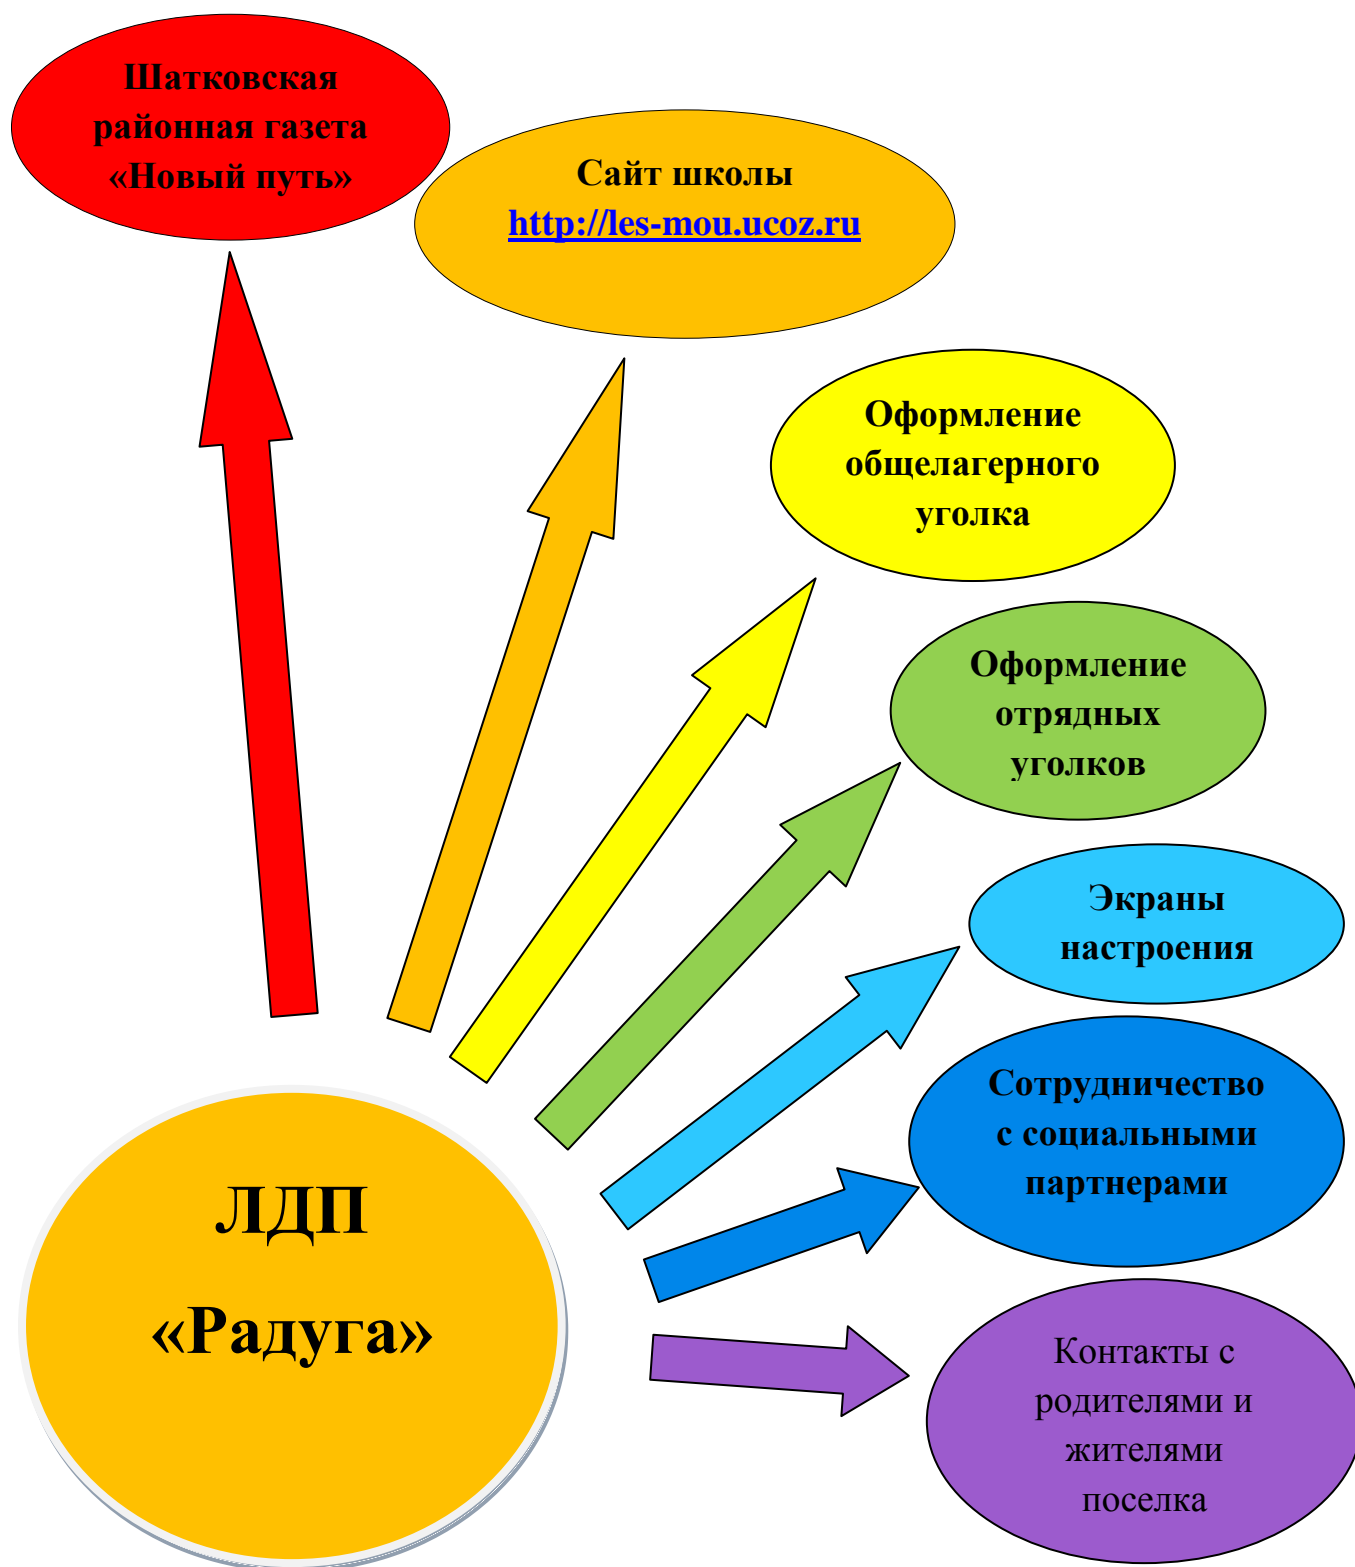 Шатковская
районная газета
«Новый путь»
Сайт школы
http://les-mou.ucoz.ru
Оформление
общелагерного
уголка
Оформление
отрядных
уголков
Экраны
настроения
Сотрудничество
с социальными
партнерами
Контакты с
родителями и
жителями
поселка
ЛДП
«Радуга»